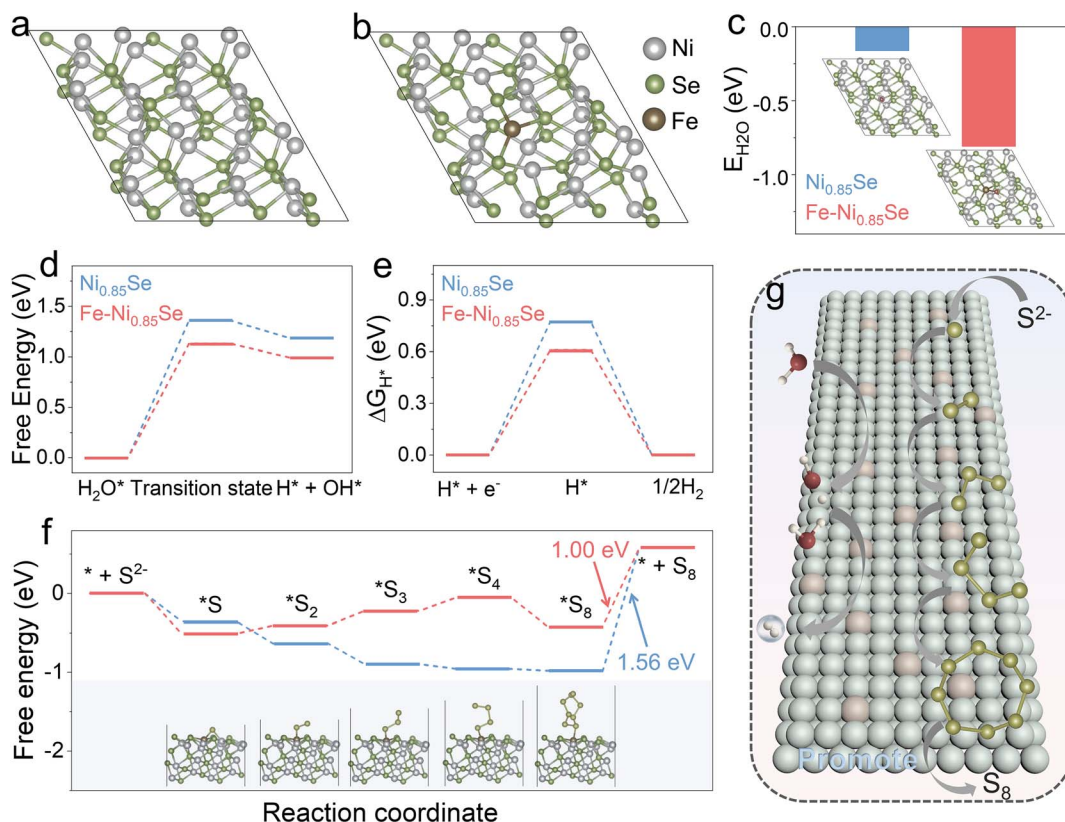 a
b
Ni
Se
Fe
c
0.0
-0.5
-1.0
E_H2O (eV)
Ni0.85Se
Fe-Ni0.85Se
d
Ni0.85Se
Fe-Ni0.85Se
1.5
1.0
0.5
0.0
Free Energy (eV)
H2O* Transition state H* + OH*
e
Ni0.85Se
Fe-Ni0.85Se
0.9
0.6
0.3
0.0
ΔG_H* (eV)
H* + e-
H*
1/2H2
f
0
-1
-2
Free energy (eV)
* + S2-
*S
*S2
*S3
*S4
*S8
* + S8
1.00 eV
1.56 eV
Reaction coordinate
g
S2-
Promote
S8